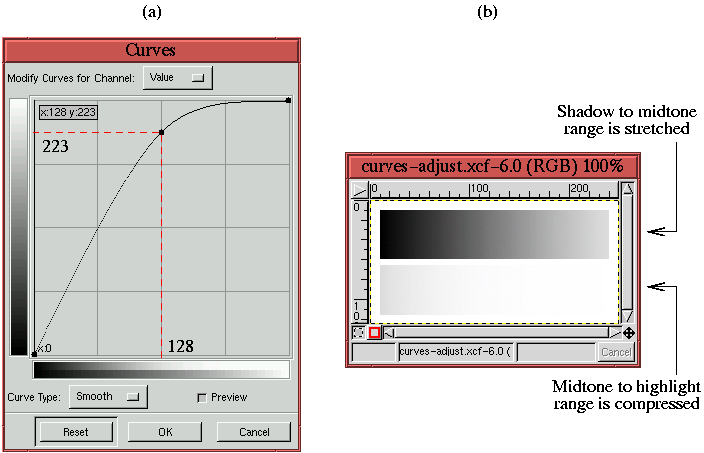 (a)
Curves
Modify Curves for Channel: Value
x:128 y:223
223
x:0
128
Curve Type: Smooth
Preview
Reset OK Cancel
(b)
curves-adjust.xcf-6.0 (RGB) 100%
0 100 200
0
1
0
curves-adjust.xcf-6.0 (
Cancel
Shadow to midtone
range is stretched
Midtone to highlight
range is compressed